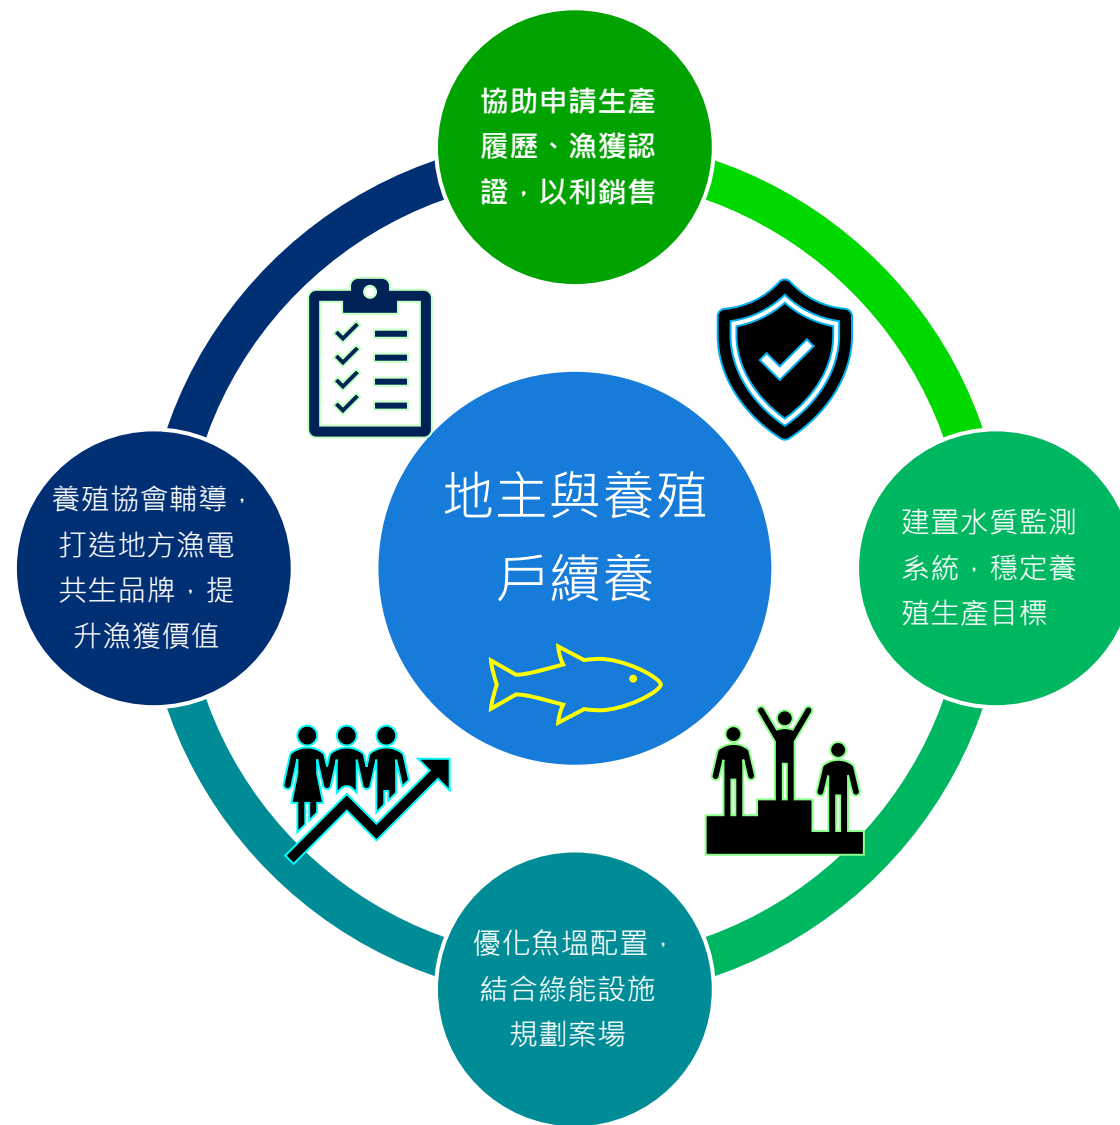 協助申請生產
履歷、漁獲認
證，以利銷售
地主與養殖
戶續養
建置水質監測
系統，穩定養
殖生產目標
優化魚塭配置，
結合綠能設施
規劃案場
養殖協會輔導，
打造地方漁電
共生品牌，提
升漁獲價值